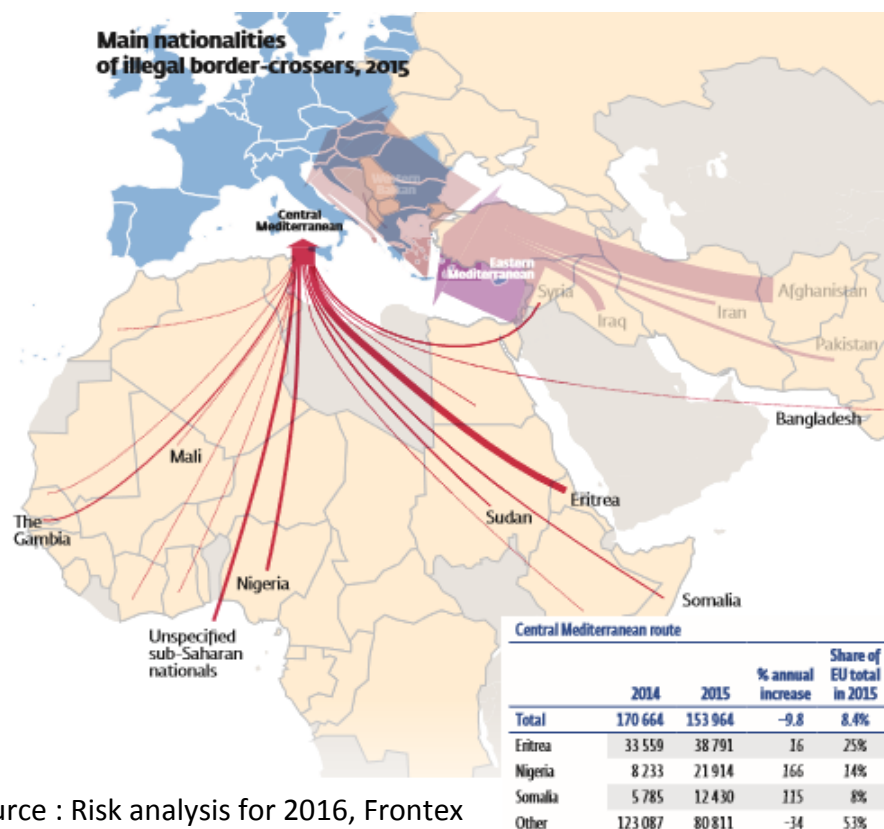 Main nationalities
of illegal border-crossers, 2015
Western
Balkan
Central
Mediterranean
Eastern
Mediterranean
Syria
Iraq
Iran
Afghanistan
Pakistan
Bangladesh
Mali
The
Gambia
Nigeria
Unspecified
sub-Saharan
nationals
Sudan
Eritrea
Somalia
Central Mediterranean route
2014 2015 % annual increase Share of EU total in 2015
Total 170 664 153 964 -9.8 8.4%
Eritrea 33 559 38 791 16 25%
Nigeria 8 233 21 914 166 14%
Somalia 5 785 12 430 115 8%
Other 123 087 80 811 -34 53%
urce : Risk analysis for 2016, Frontex